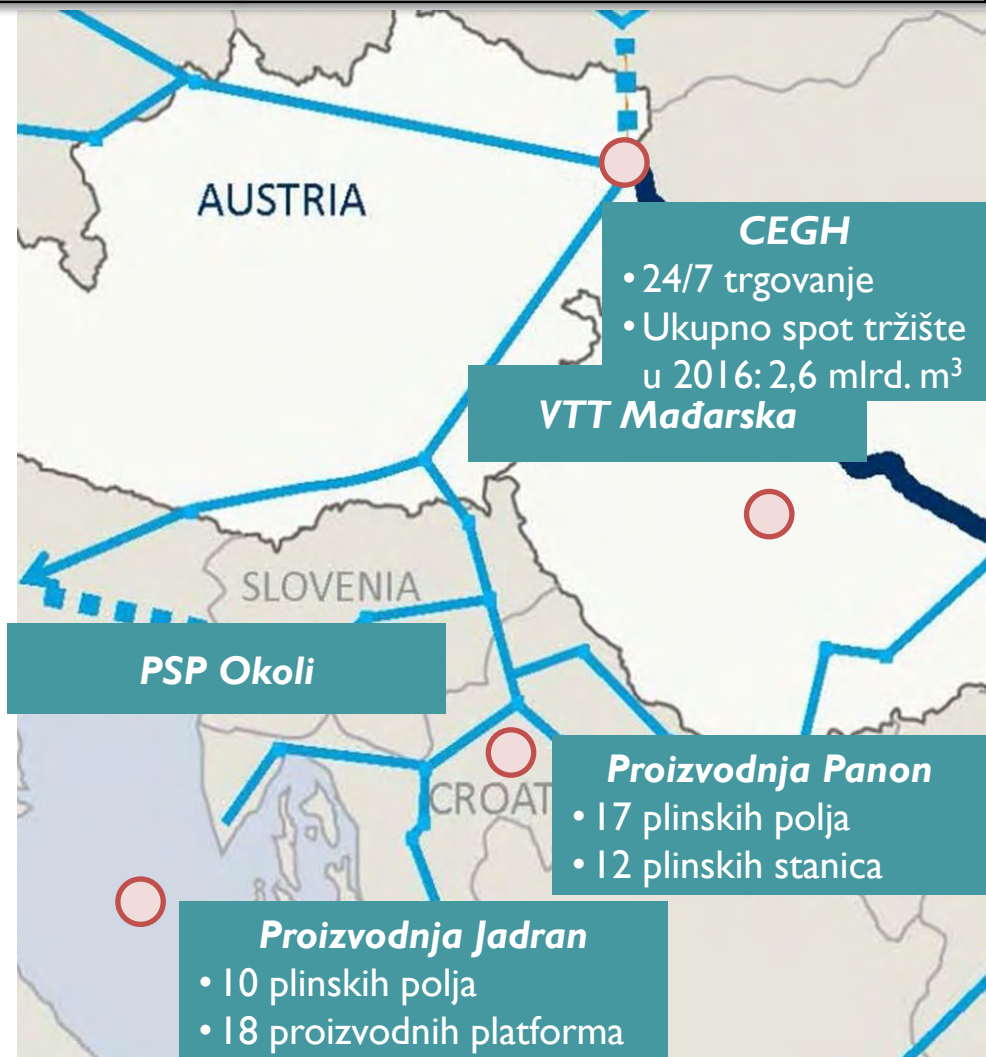 AUSTRIA
CEGH
• 24/7 trgovanje
• Ukupno spot tržište
u 2016: 2,6 mlrd. m³
VTT Mađarska
SLOVENIA
PSP Okoli
Proizvodnja Panon
• 17 plinskih polja
• 12 plinskih stanica
CROAT
Proizvodnja Jadran
• 10 plinskih polja
• 18 proizvodnih platforma